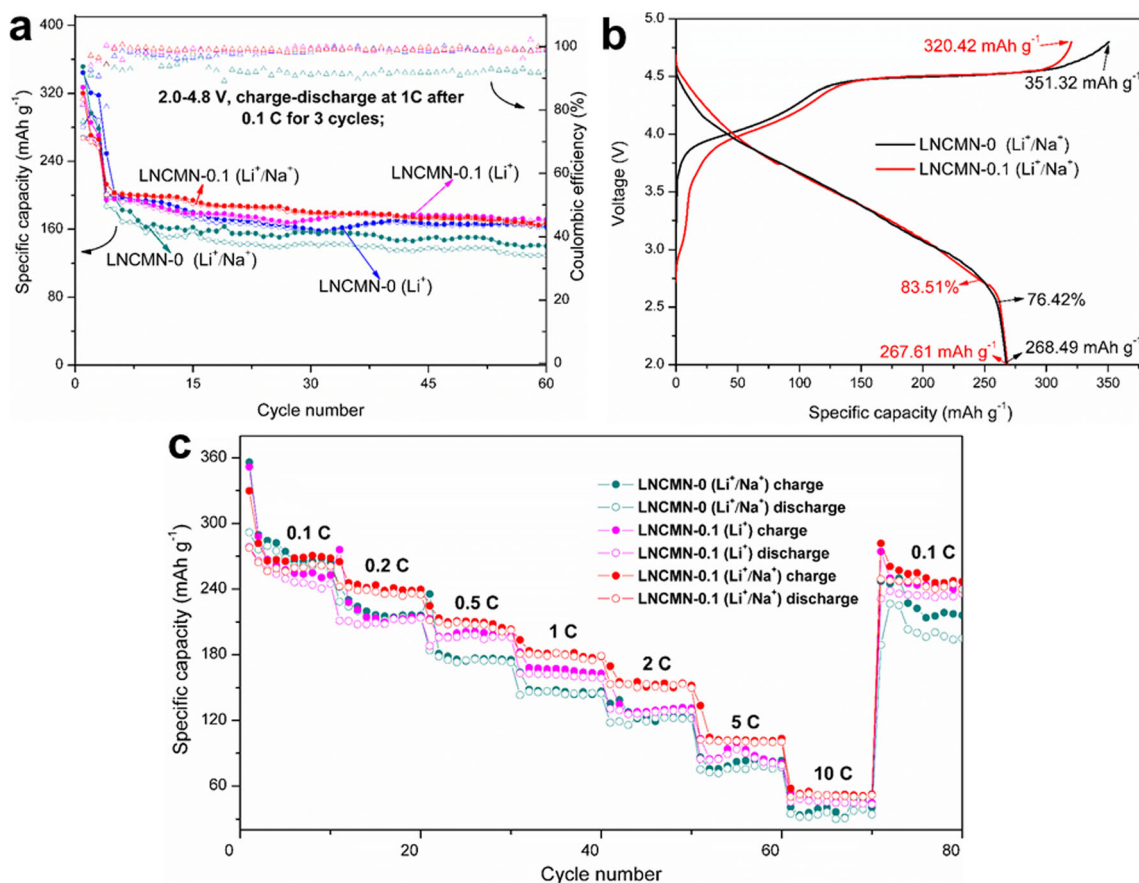 a
400
320
240
160
80
0
Specific capacity (mAh g⁻¹)
100
80
60
40
20
0
Coulombic efficiency (%)
2.0-4.8 V, charge-discharge at 1C after
0.1 C for 3 cycles;
LNCMN-0.1 (Li⁺/Na⁺)
LNCMN-0.1 (Li⁺)
LNCMN-0 (Li⁺/Na⁺)
LNCMN-0 (Li⁺)
0 15 30 45 60
Cycle number
b
5.0
4.5
4.0
3.5
3.0
2.5
2.0
Voltage (V)
320.42 mAh g⁻¹
351.32 mAh g⁻¹
LNCMN-0 (Li⁺/Na⁺)
LNCMN-0.1 (Li⁺/Na⁺)
83.51%
76.42%
267.61 mAh g⁻¹
268.49 mAh g⁻¹
0 50 100 150 200 250 300 350
Specific capacity (mAh g⁻¹)
c
360
300
240
180
120
60
Specific capacity (mAh g⁻¹)
LNCMN-0 (Li⁺/Na⁺) charge
LNCMN-0 (Li⁺/Na⁺) discharge
LNCMN-0.1 (Li⁺) charge
LNCMN-0.1 (Li⁺) discharge
LNCMN-0.1 (Li⁺/Na⁺) charge
LNCMN-0.1 (Li⁺/Na⁺) discharge
0.1 C
0.2 C
0.5 C
1 C
2 C
5 C
10 C
0.1 C
0 20 40 60 80
Cycle number